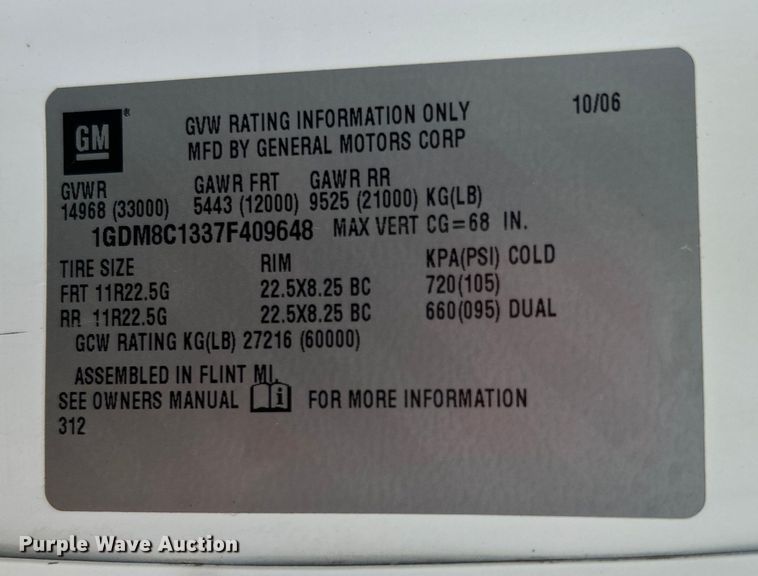 GM ® GVW RATING INFORMATION ONLY 10/06
MFD BY GENERAL MOTORS CORP
GVWR GAWR FRT GAWR RR
14968 (33000) 5443 (12000) 9525 (21000) KG(LB)
1GDM8C1337F409648 MAX VERT CG=68 IN.
TIRE SIZE RIM KPA(PSI) COLD
FRT 11R22.5G 22.5X8.25 BC 720(105)
RR 11R22.5G 22.5X8.25 BC 660(095) DUAL
GCW RATING KG(LB) 27216 (60000)
ASSEMBLED IN FLINT MI.
SEE OWNERS MANUAL i FOR MORE INFORMATION
312
Purple Wave Auction